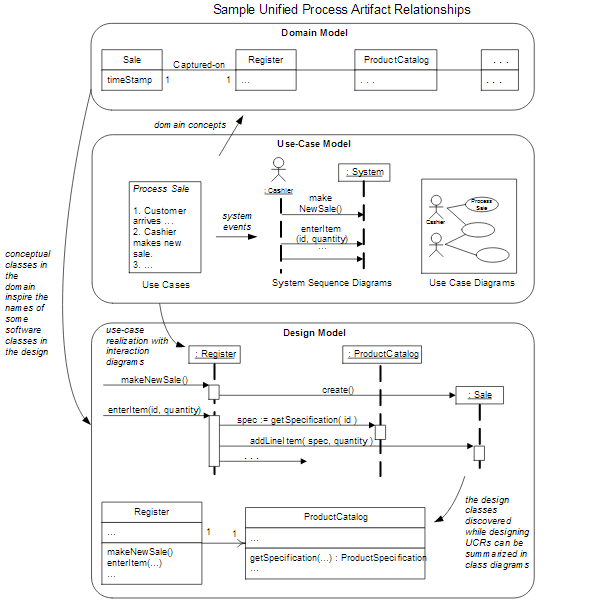 Sample Unified Process Artifact Relationships
Domain Model
Sale
Captured-on
Register
ProductCatalog
. . .
timeStamp
1
1
...
. . .
. . .
domain concepts
Use-Case Model
Process Sale
1. Customer
arrives ...
2. Cashier
makes new
sale.
3. ...
Use Cases
system
events
: Cashier
: System
make
NewSale()
enterItem
(id, quantity)
...
System Sequence Diagrams
Process
Sale
Cashier
Use Case Diagrams
conceptual
classes in
the
domain
inspire the
names of
some
software
classes in
the design
Design Model
use-case
realization with
interaction
diagrams
: Register
: ProductCatalog
makeNewSale()
create()
: Sale
enterItem(id, quantity)
spec := getSpecification( id )
addLineItem( spec, quantity )
. . .
the design
classes
discovered
while designing
UCRs can be
summarized in
class diagrams
Register
...
makeNewSale()
enterItem(...)
...
1
1
ProductCatalog
...
getSpecification(...) : ProductSpecification
...